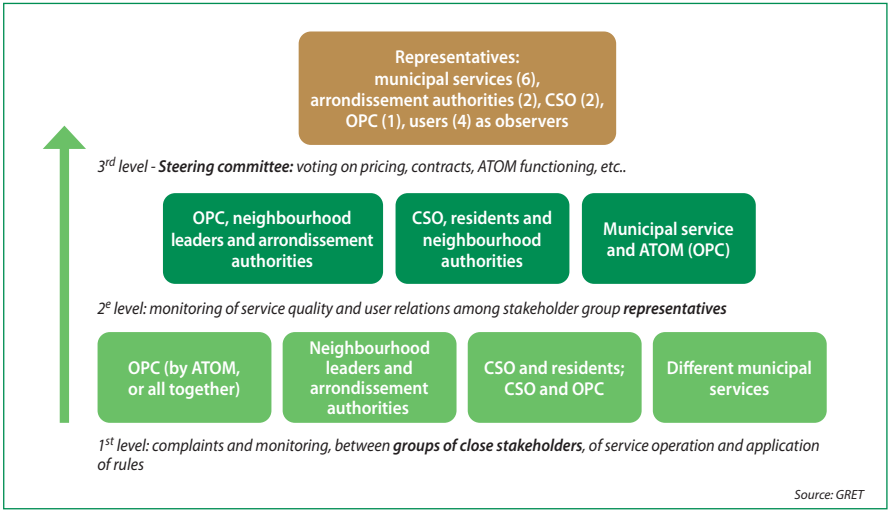 Representatives:
municipal services (6),
arrondissement authorities (2), CSO (2),
OPC (1), users (4) as observers
3rd level - Steering committee: voting on pricing, contracts, ATOM functioning, etc..
OPC, neighbourhood
leaders and arrondissement
authorities
CSO, residents and
neighbourhood
authorities
Municipal service
and ATOM (OPC)
2e level: monitoring of service quality and user relations among stakeholder group representatives
OPC (by ATOM,
or all together)
Neighbourhood
leaders and
arrondissement
authorities
CSO and residents;
CSO and OPC
Different municipal
services
1st level: complaints and monitoring, between groups of close stakeholders, of service operation and application
of rules
Source: GRET